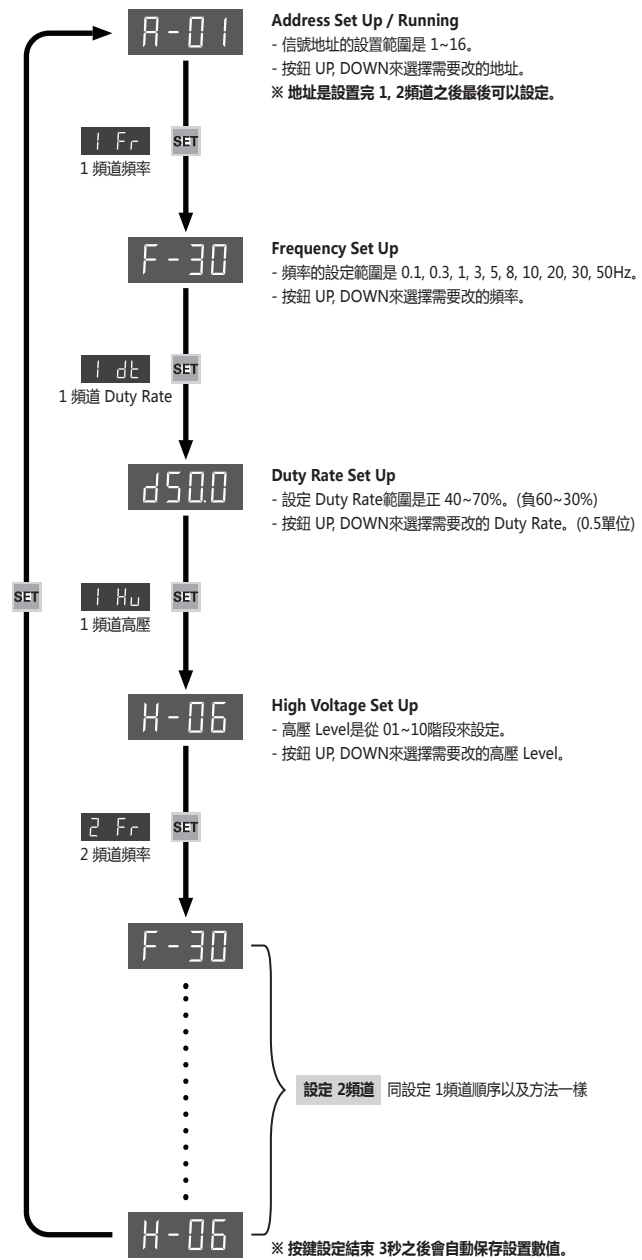 A-01
Address Set Up / Running
- 信號地址的設置範圍是 1~16。
- 按鈕 UP, DOWN來選擇需要改的地址。
※ 地址是設置完 1, 2頻道之後最後可以設定。
1 Fr
SET
1 頻道頻率
F-30
Frequency Set Up
- 頻率的設定範圍是 0.1, 0.3, 1, 3, 5, 8, 10, 20, 30, 50Hz。
- 按鈕 UP, DOWN來選擇需要改的頻率。
1 dt
SET
1 頻道 Duty Rate
d50.0
Duty Rate Set Up
- 設定 Duty Rate範圍是正 40~70%。(負60~30%)
- 按鈕 UP, DOWN來選擇需要改的 Duty Rate。(0.5單位)
SET
1 Hu
SET
1 頻道高壓
H-06
High Voltage Set Up
- 高壓 Level是從 01~10階段來設定。
- 按鈕 UP, DOWN來選擇需要改的高壓 Level。
2 Fr
SET
2 頻道頻率
F-30
設定 2頻道 同設定 1頻道順序以及方法一樣
H-06
※ 按鍵設定結束 3秒之後會自動保存設置數值。